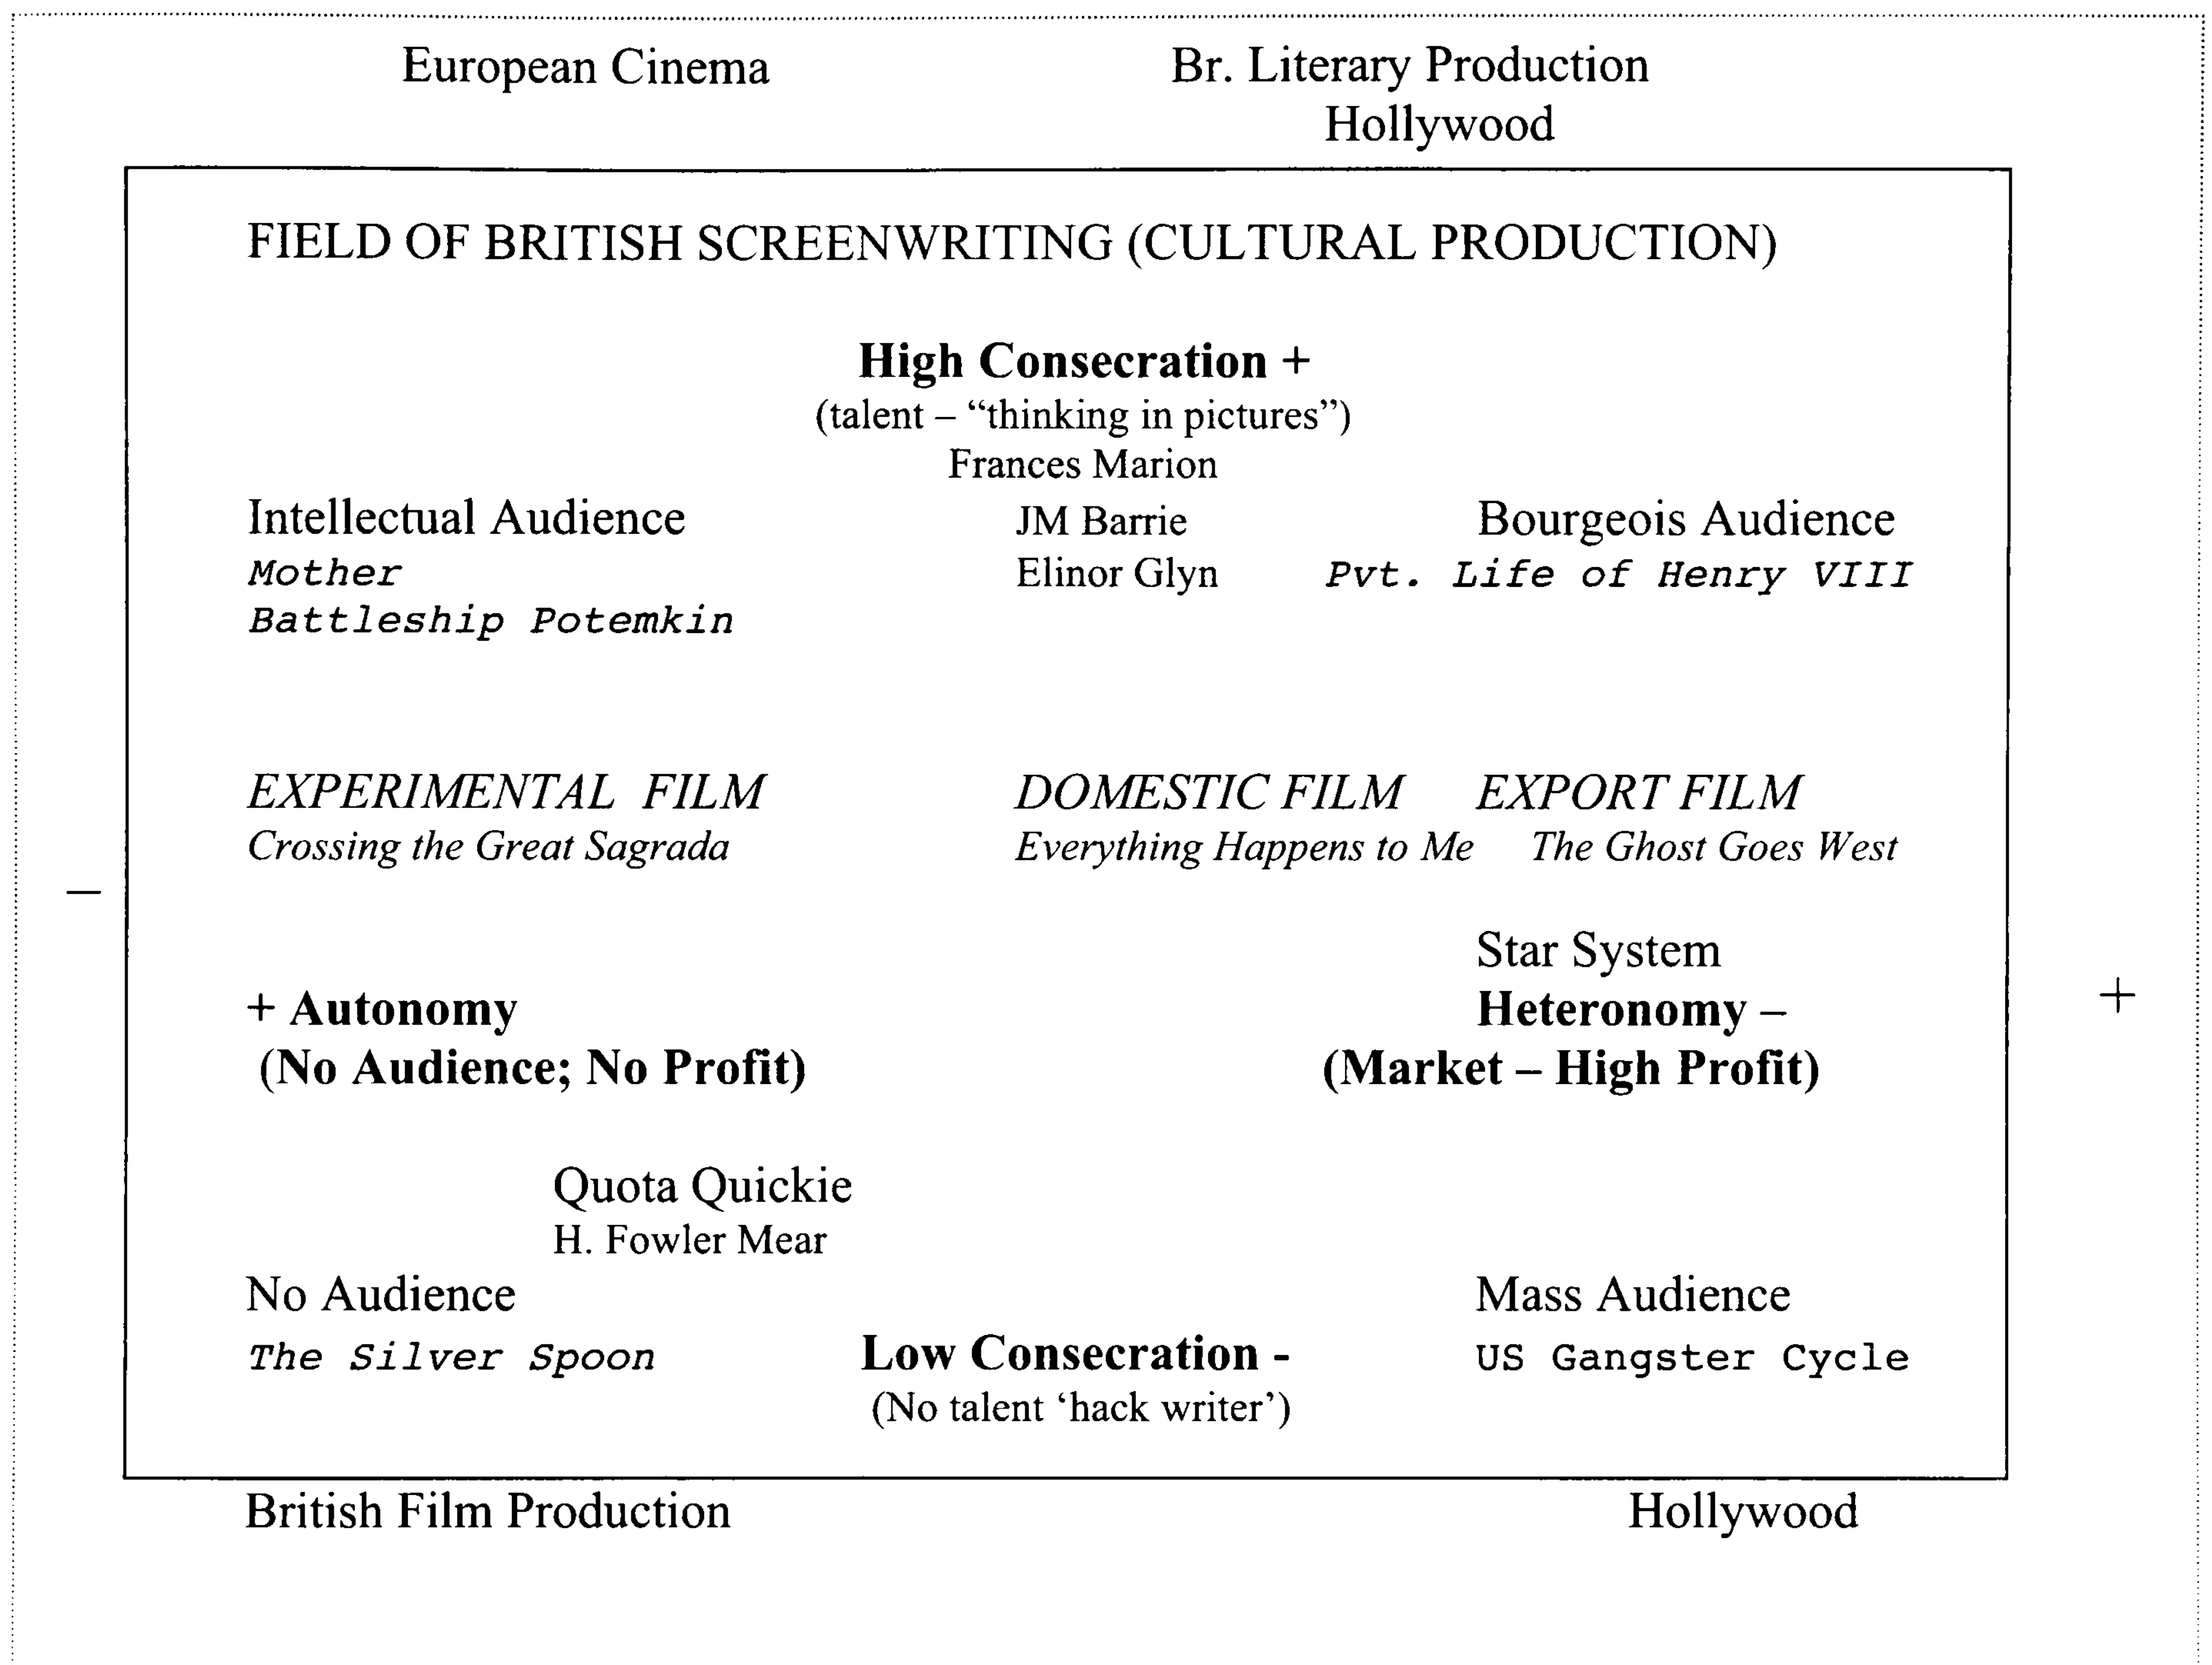 European Cinema Br. Literary Production
Hollywood
FIELD OF BRITISH SCREENWRITING (CULTURAL PRODUCTION)
High Consecration +
(talent – “thinking in pictures”)
Frances Marion
Intellectual Audience JM Barrie Bourgeois Audience
Mother Elinor Glyn Pvt. Life of Henry VIII
Battleship Potemkin
EXPERIMENTAL FILM DOMESTIC FILM EXPORT FILM
Crossing the Great Sagrada Everything Happens to Me The Ghost Goes West
–
Star System
+ Autonomy Heteronomy – +
(No Audience; No Profit) (Market – High Profit)
Quota Quickie
H. Fowler Mear
No Audience Mass Audience
The Silver Spoon Low Consecration - US Gangster Cycle
(No talent ‘hack writer’)
British Film Production Hollywood